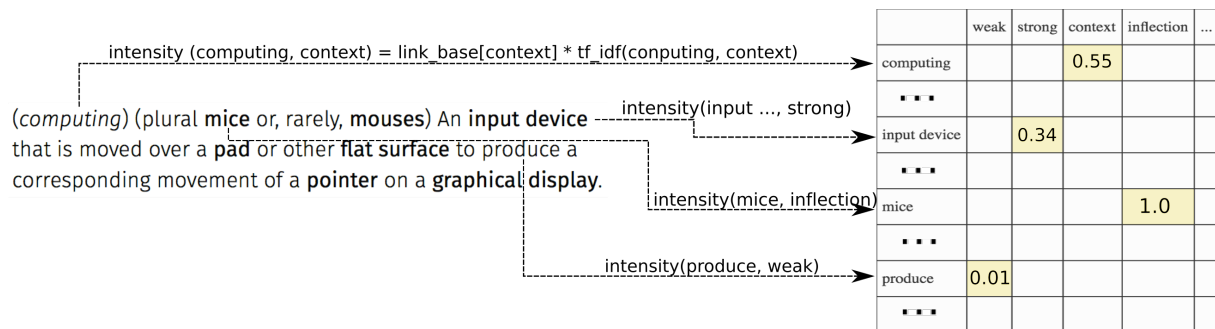 intensity (computing, context) = link_base[context] * tf_idf(conputing, context)
(computing) (plural mice or, rarely, mouses) An input device
that is moved over a pad or other flat surface to produce a
corresponding movement of a pointer on a graphical display.
intensity(input ..., strong)
intensity(mice, inflection)
intensity(produce, weak)
weak strong context inflection ...
computing 0.55
...
input device 0.34
...
mice 1.0
...
produce 0.01
...